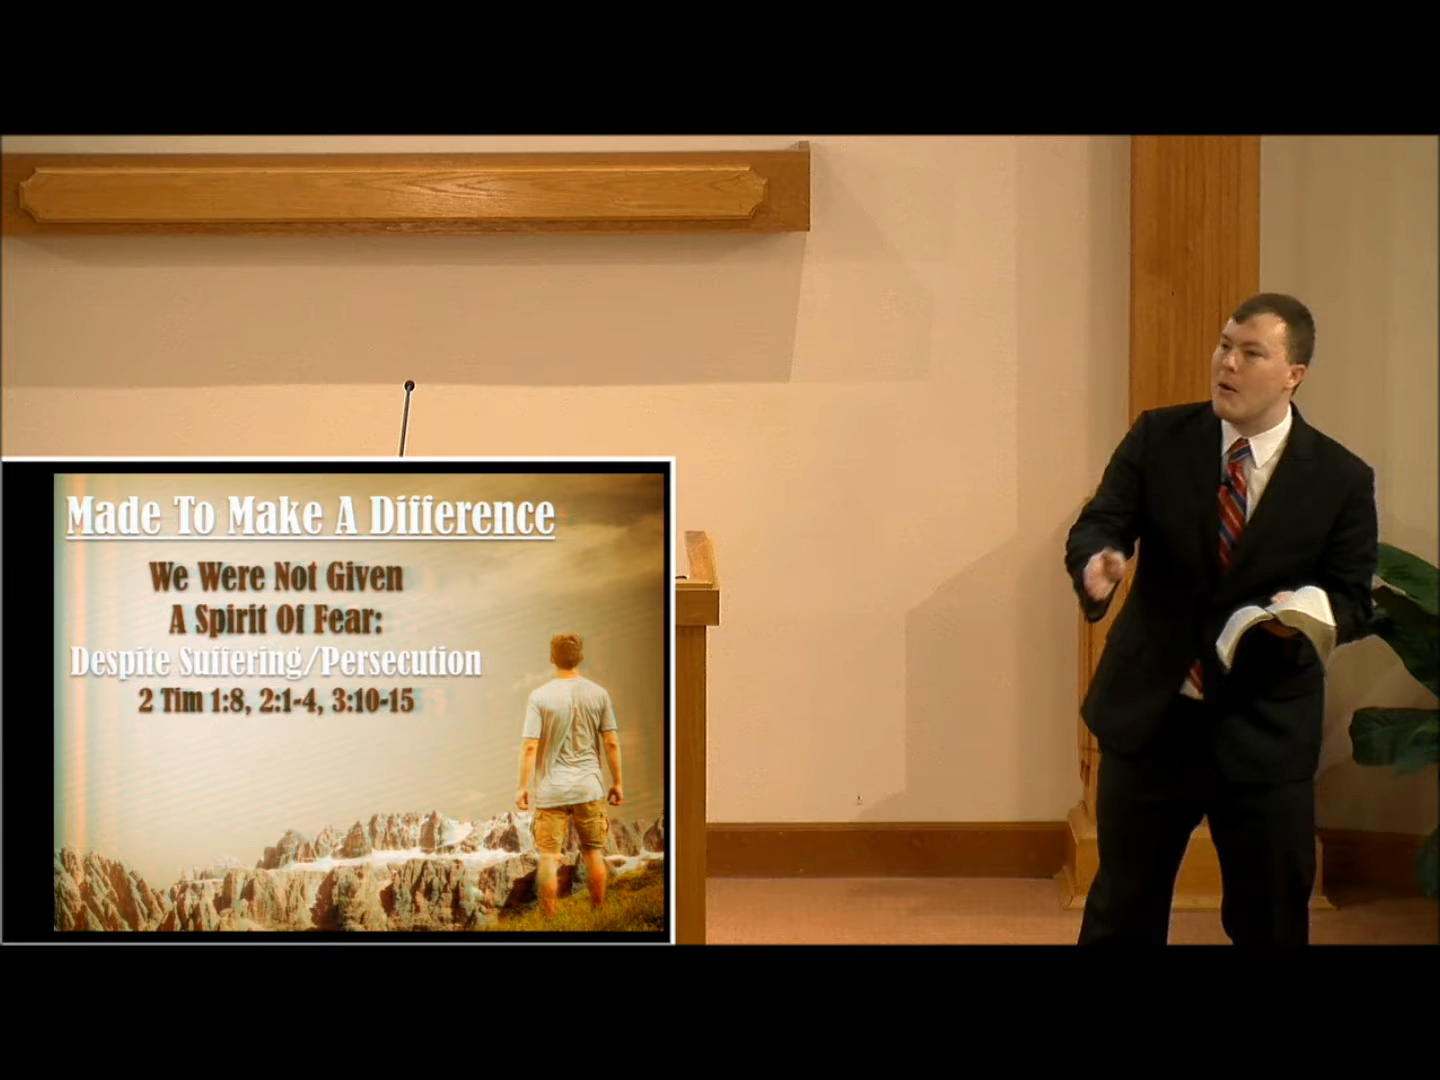 Made To Make A Difference
We Were Not Given
A Spirit Of Fear:
Despite Suffering/Persecution
2 Tim 1:8, 2:1-4, 3:10-15